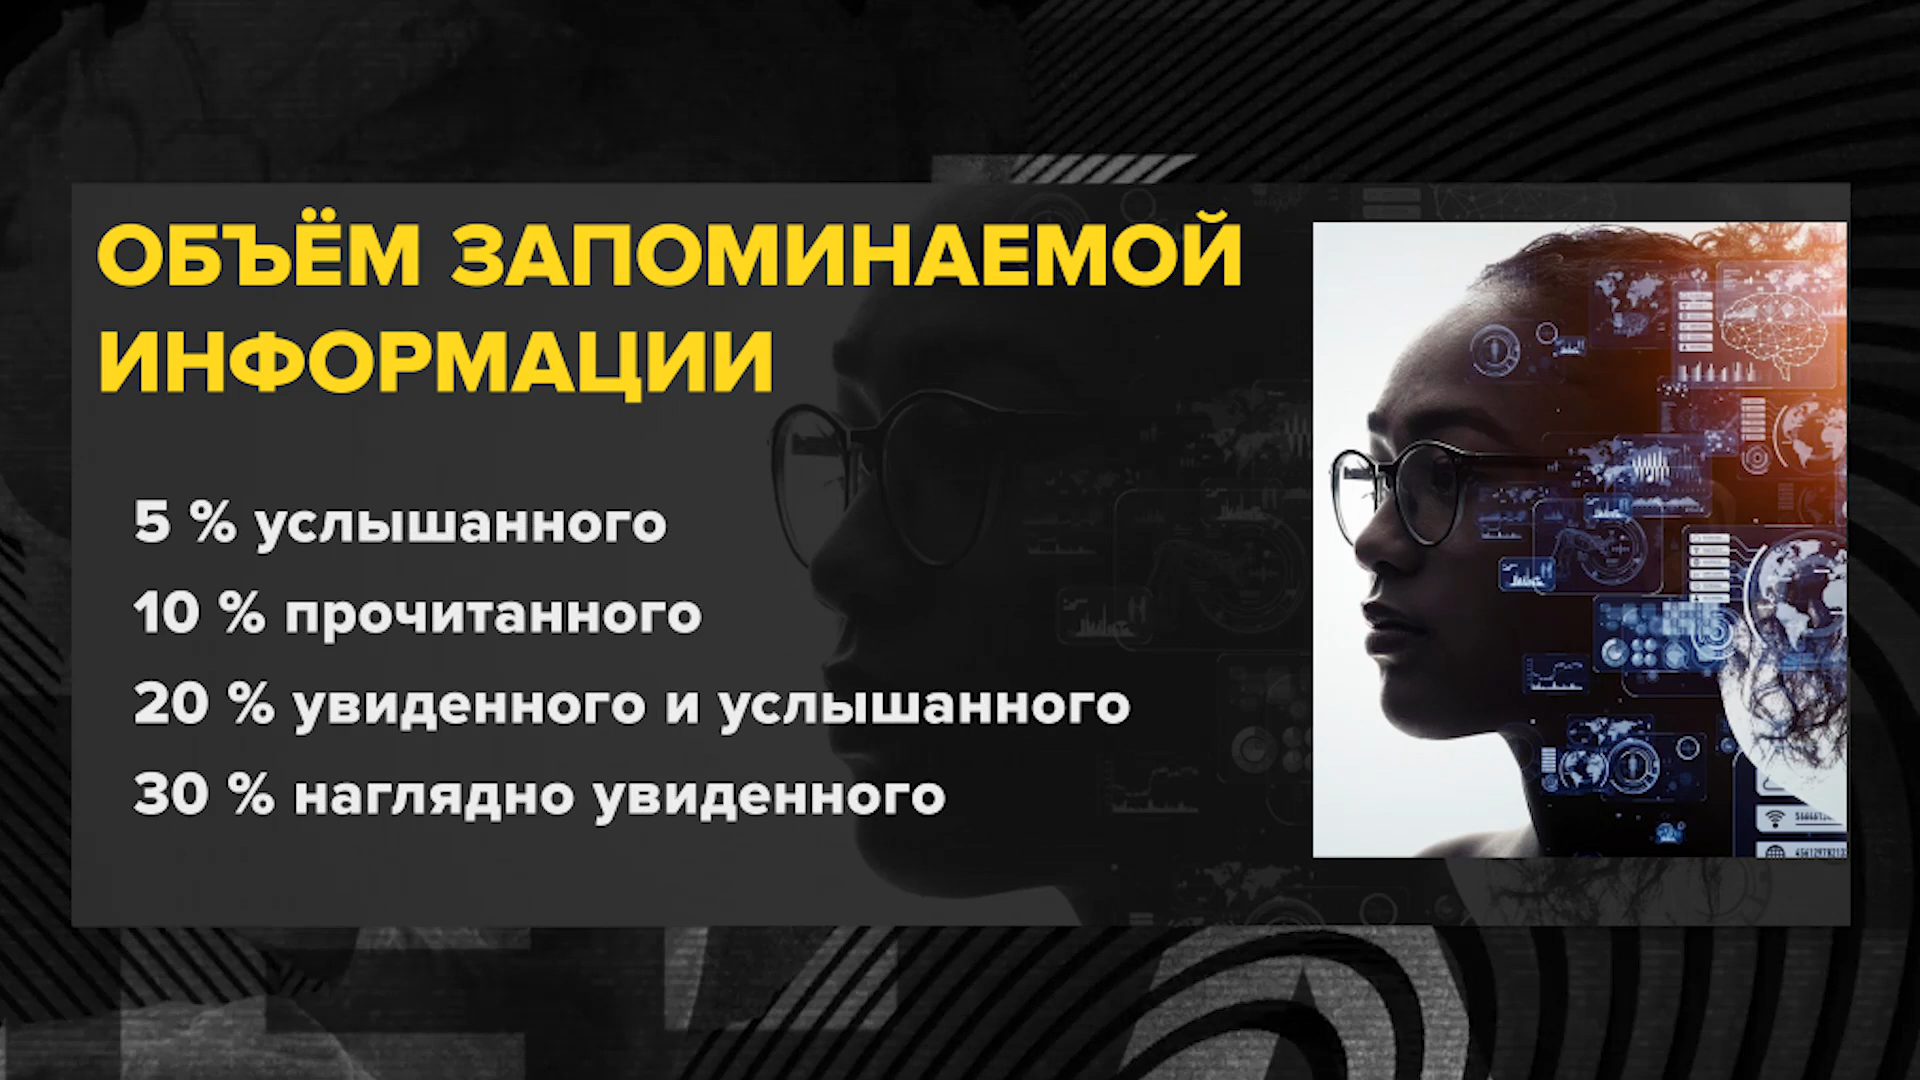 ОБЪЁМ ЗАПОМИНАЕМОЙ
ИНФОРМАЦИИ
5 % услышанного
10 % прочитанного
20 % увиденного и услышанного
30 % наглядно увиденного